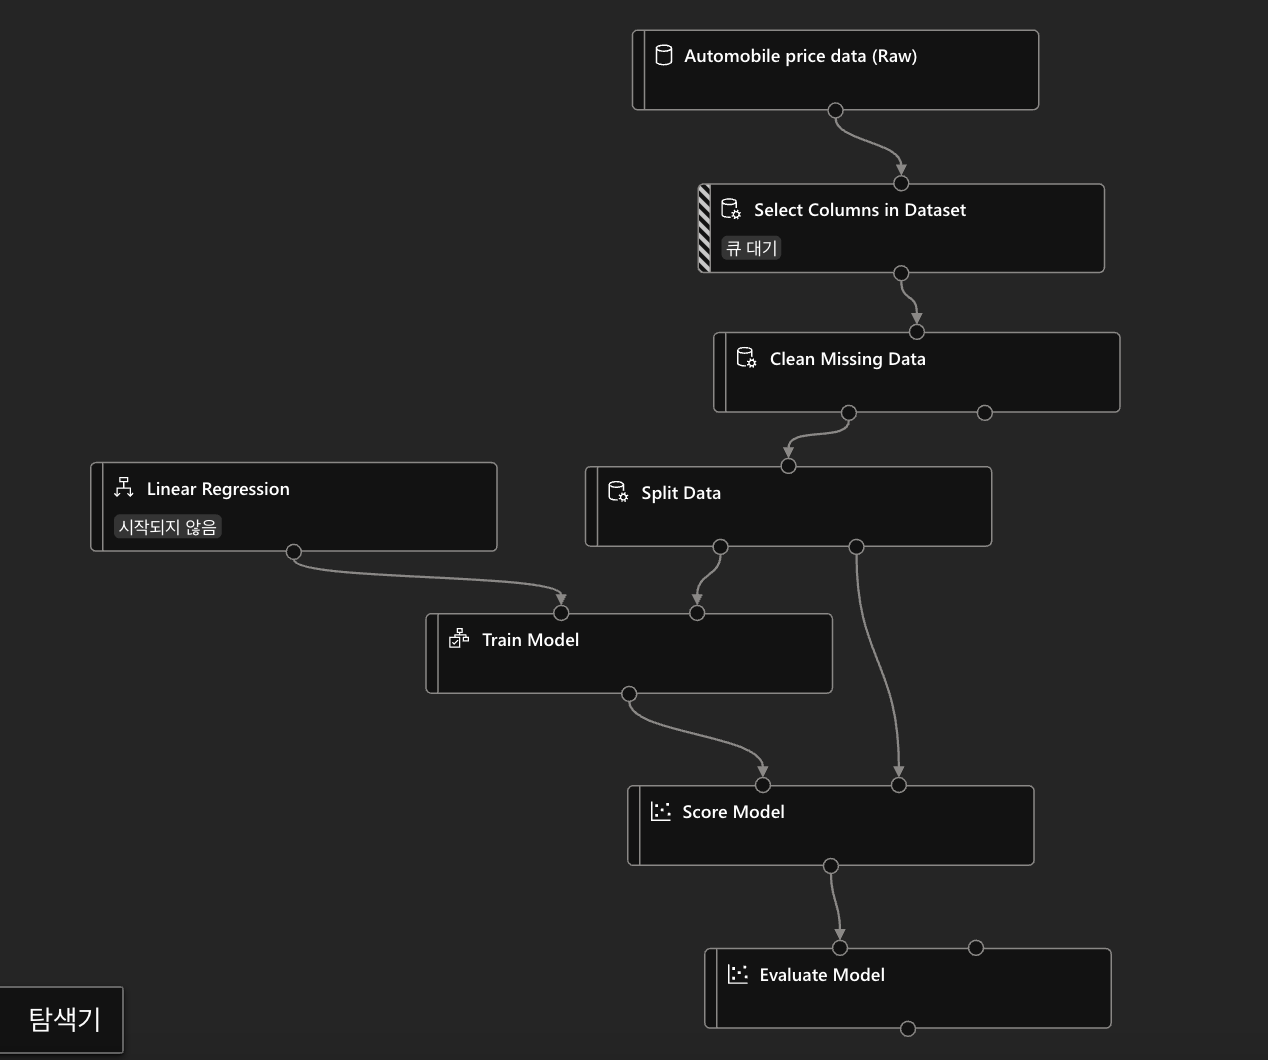 Automobile price data (Raw)
Select Columns in Dataset
큐 대기
Clean Missing Data
Linear Regression
시작되지 않음
Split Data
Train Model
Score Model
Evaluate Model
탐색기